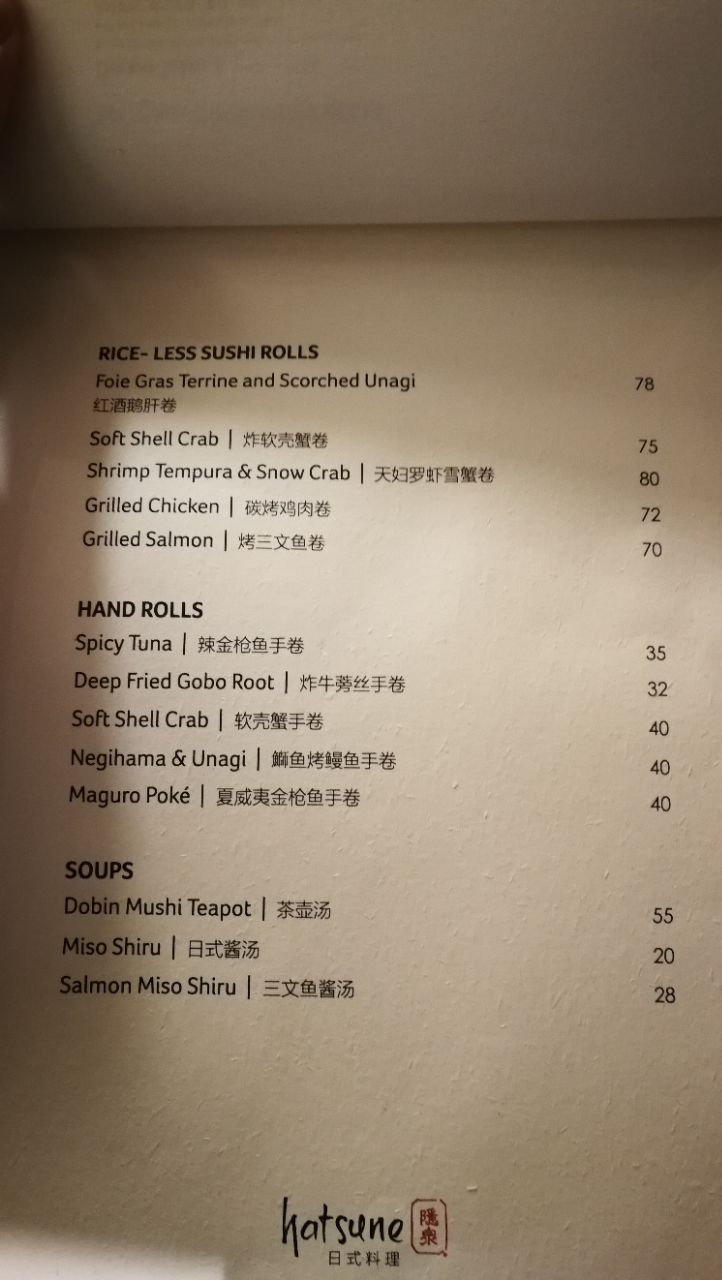 RICE- LESS SUSHI ROLLS
Foie Gras Terrine and Scorched Unagi 78
红酒鹅肝卷
Soft Shell Crab | 炸软壳蟹卷 75
Shrimp Tempura & Snow Crab | 天妇罗虾雪蟹卷 80
Grilled Chicken | 碳烤鸡肉卷 72
Grilled Salmon | 烤三文鱼卷 70
HAND ROLLS
Spicy Tuna | 辣金枪鱼手卷 35
Deep Fried Gobo Root | 炸牛蒡丝手卷 32
Soft Shell Crab | 软壳蟹手卷 40
Negihama & Unagi | 鰤鱼烤鳗鱼手卷 40
Maguro Poké | 夏威夷金枪鱼手卷 40
SOUPS
Dobin Mushi Teapot | 茶壶汤 55
Miso Shiru | 日式酱汤 20
Salmon Miso Shiru | 三文鱼酱汤 28
hatsune 隱泉
日式料理